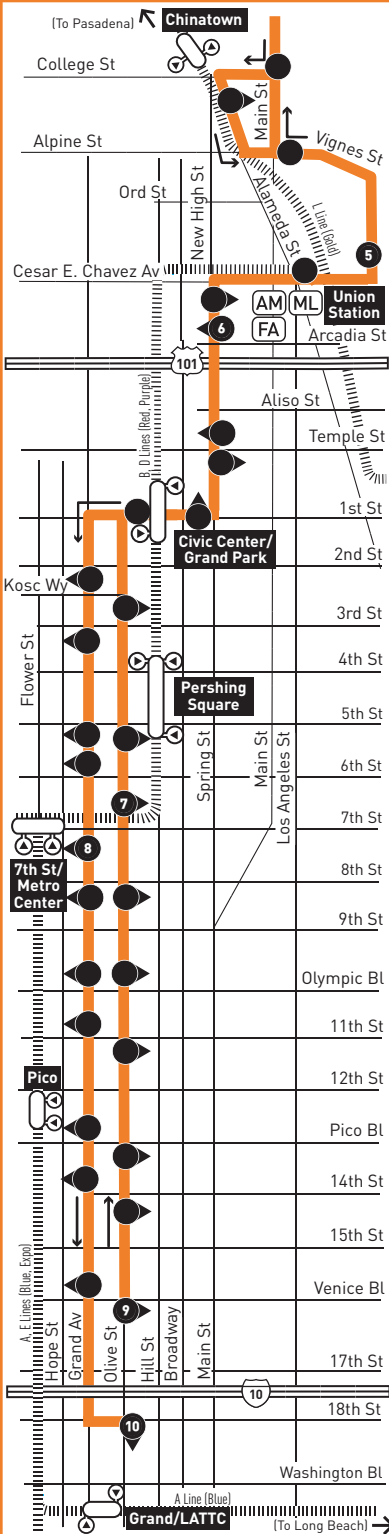 (To Pasadena)
Chinatown
College St
Main St
Vignes St
Alpine St
New High St
Ord St
Alameda St
L Line (Gold)
5
Cesar E. Chavez Av
AM
ML
FA
Union
Station
6
Arcadia St
101
Aliso St
B, D Lines (Red, Purple)
Temple St
1st St
Civic Center/
Grand Park
2nd St
Kosc Wy
3rd St
Flower St
4th St
Pershing
Square
5th St
Spring St
Main St
Los Angeles St
6th St
7
7th St
8
7th St/
Metro
Center
8th St
9th St
Olympic Bl
11th St
12th St
Pico
Pico Bl
14th St
15th St
A, E Lines (Blue, Expo)
Venice Bl
9
Hope St
Grand Av
Olive St
Hill St
Broadway
Main St
17th St
10
18th St
10
Washington Bl
A Line (Blue)
Grand/LATTC
(To Long Beach)